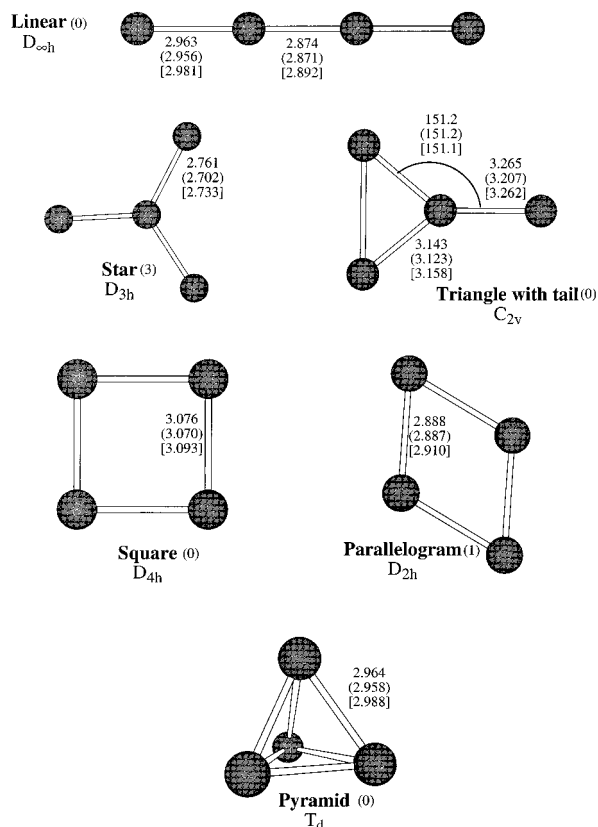 Linear (0)
D∞h
2.963
(2.956)
[2.981]
2.874
(2.871)
[2.892]
2.761
(2.702)
[2.733]
Star (3)
D3h
151.2
(151.2)
[151.1]
3.265
(3.207)
[3.262]
3.143
(3.123)
[3.158]
Triangle with tail(0)
C2v
3.076
(3.070)
[3.093]
Square (0)
D4h
2.888
(2.887)
[2.910]
Parallelogram(1)
D2h
2.964
(2.958)
[2.988]
Pyramid (0)
Td